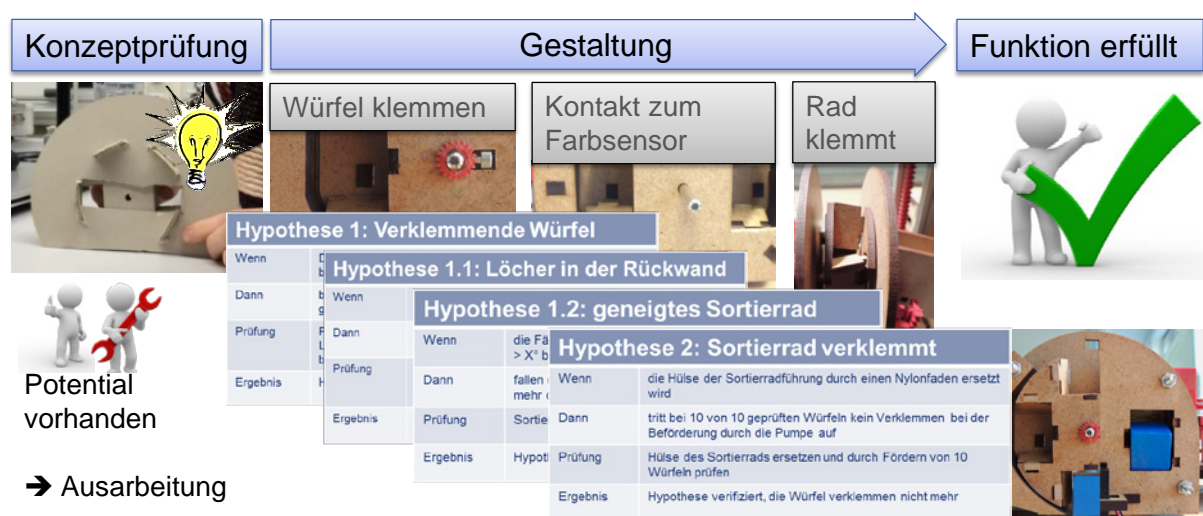 Konzeptprüfung
Gestaltung
Funktion erfüllt
Würfel klemmen
Kontakt zum
Farbsensor
Rad
klemmt
Hypothese 1: Verklemmende Würfel
Wenn
Dann
Prüfung
Ergebnis
Hypothese 1.1: Löcher in der Rückwand
Wenn
Dann
Prüfung
Ergebnis
Hypothese 1.2: geneigtes Sortierrad
Wenn die
> X°
Dann fallen
mehr
Prüfung
Ergebnis
Hypothese 2: Sortierrad verklemmt
Wenn die Hülse der Sortierradführung durch einen Nylonfaden ersetzt
wird
Dann tritt bei 10 von 10 geprüften Würfeln kein Verklemmen bei der
Beförderung durch die Pumpe auf
Prüfung Hülse des Sortierrads ersetzen und durch Fördern von 10
Würfeln prüfen
Ergebnis Hypothese verifiziert, die Würfel verklemmen nicht mehr
Potential
vorhanden
➔ Ausarbeitung